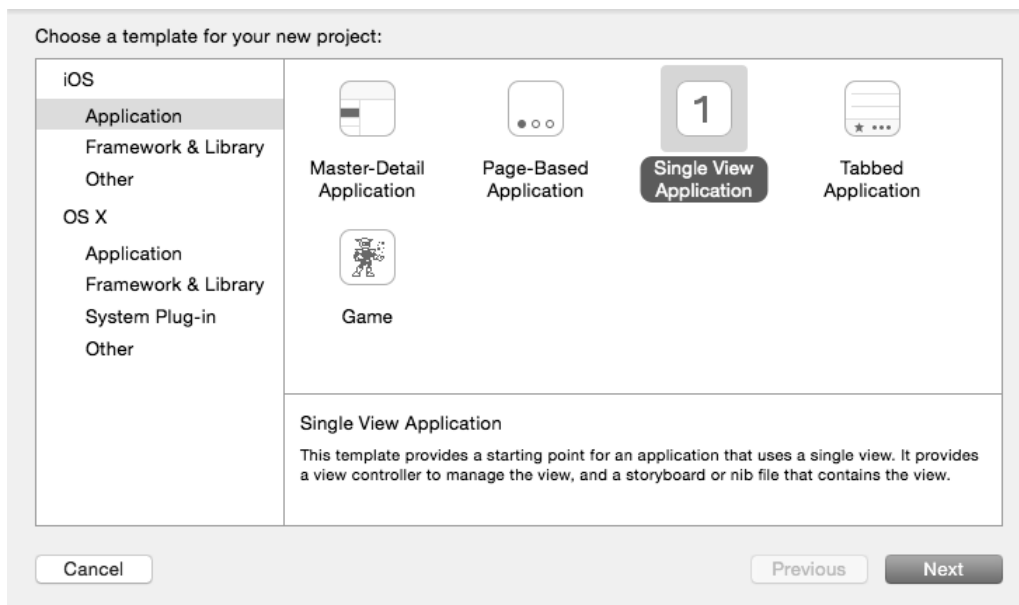 Choose a template for your new project:
iOS
Application
Framework & Library
Other
OS X
Application
Framework & Library
System Plug-in
Other
Master-Detail
Application
Page-Based
Application
1
Single View
Application
Tabbed
Application
Game
Single View Application
This template provides a starting point for an application that uses a single view. It provides
a view controller to manage the view, and a storyboard or nib file that contains the view.
Cancel
Previous
Next